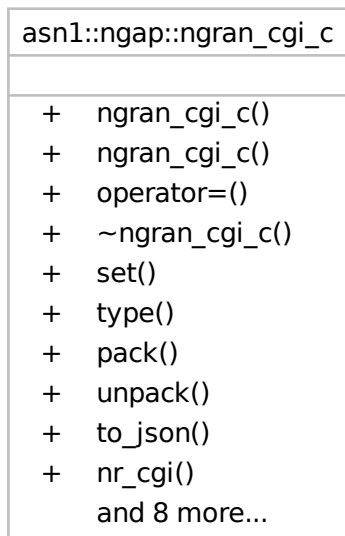 asn1::ngap::ngran_cgi_c
+ ngran_cgi_c()
+ ngran_cgi_c()
+ operator=()
+ ~ngran_cgi_c()
+ set()
+ type()
+ pack()
+ unpack()
+ to_json()
+ nr_cgi()
and 8 more...